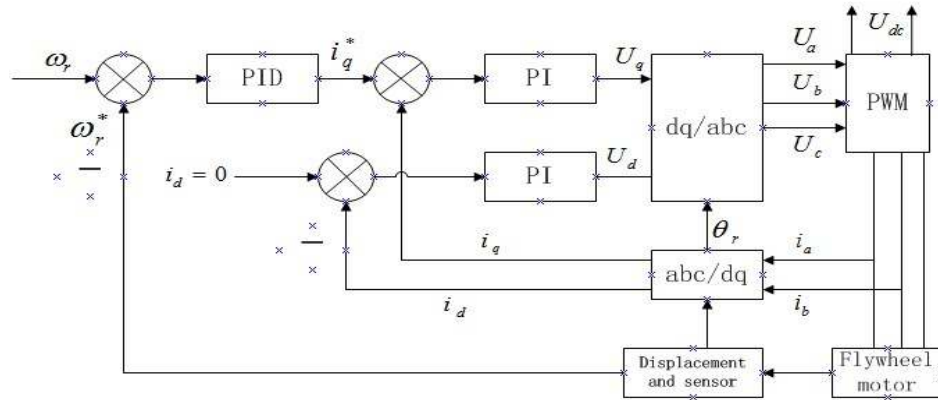 U_a
U_dc
ω_r
PID
i_q^*
PI
U_q
dq/abc
U_b
PWM
ω_r^*
U_c
−
i_d = 0
PI
U_d
θ_r
−
i_q
abc/dq
i_a
i_d
i_b
Displacement
and sensor
Flywheel
motor